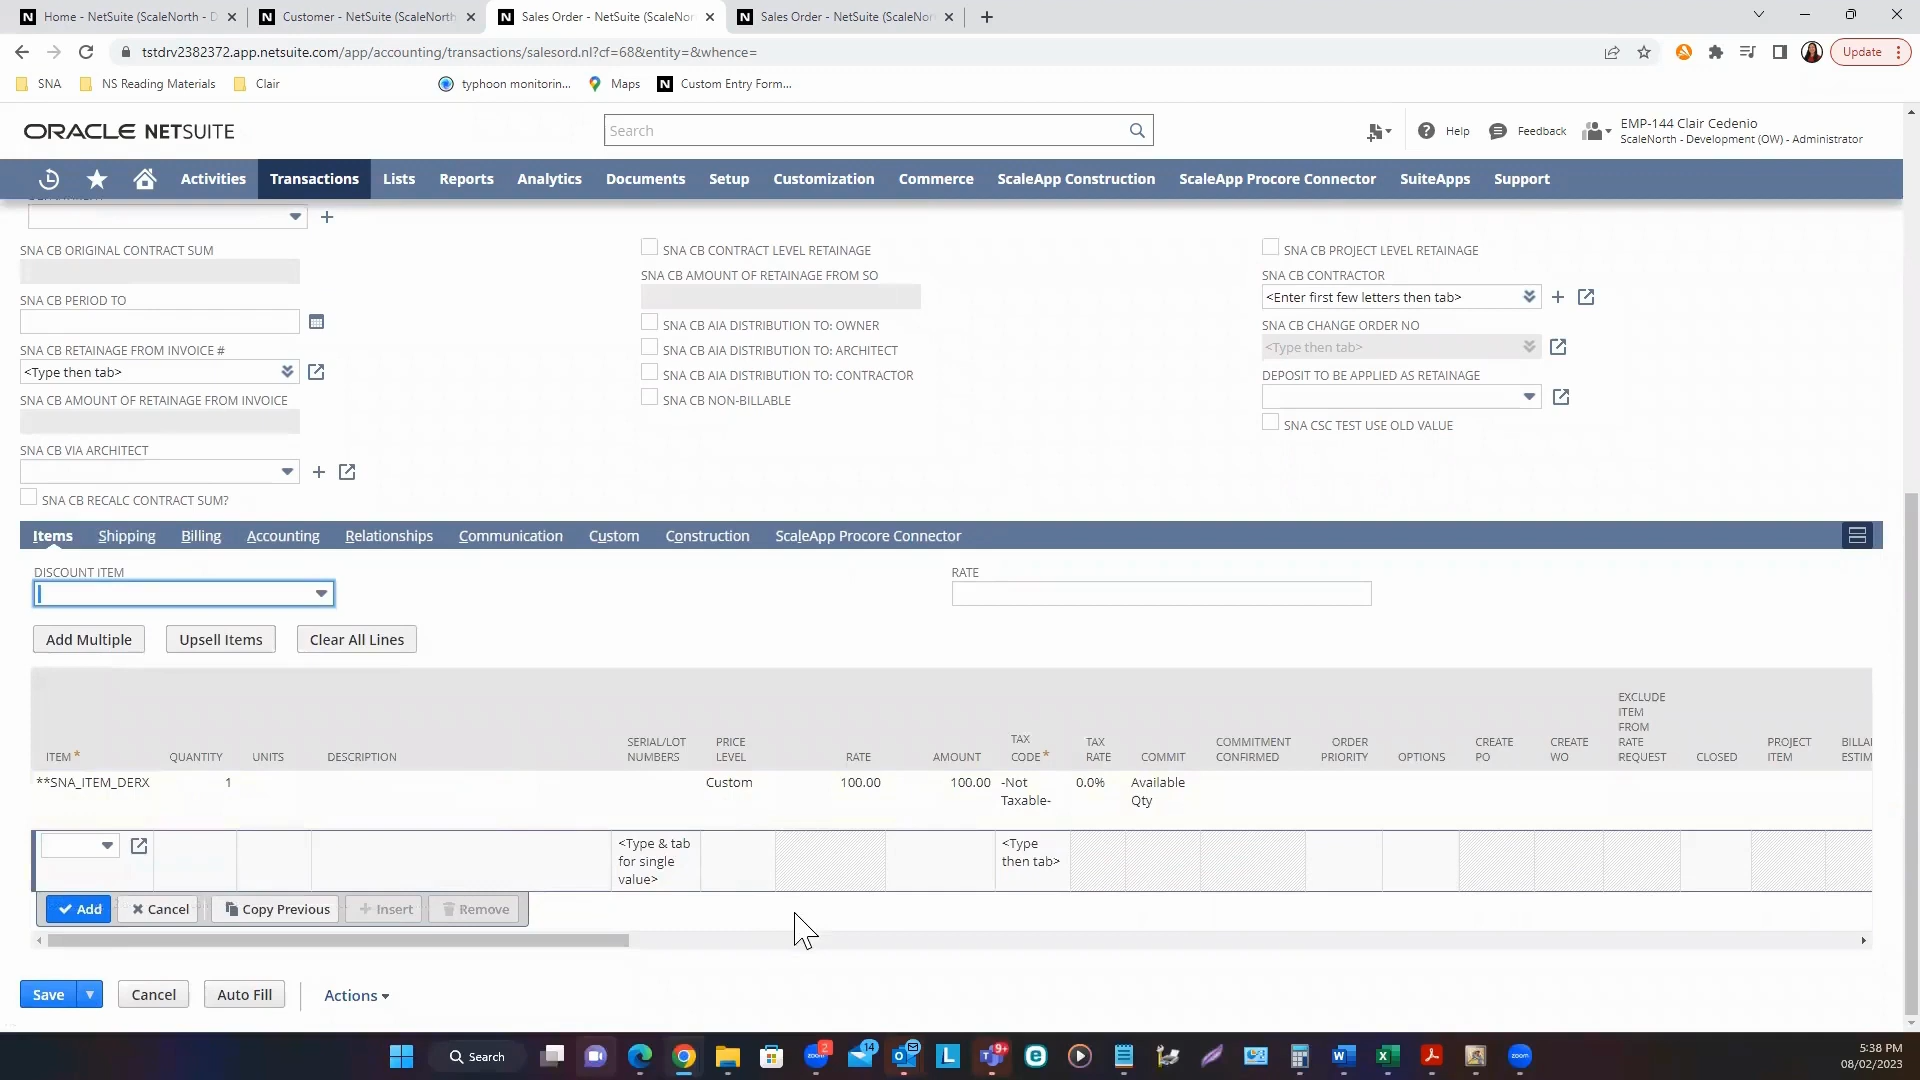 Home - NetSuite (ScaleNorth - D
Customer - NetSuite (ScaleNorth
Sales Order - NetSuite (ScaleNor
Sales Order - NetSuite (ScaleNor
tstdrv2382372.app.netsuite.com/app/accounting/transactions/salesord.nl?cf=68&entity=&whence=
Update
SNA
NS Reading Materials
Clair
typhoon monitorin...
Maps
Custom Entry Form...
ORACLE NETSUITE
Search
Help
Feedback
EMP-144 Clair Cedenio
ScaleNorth - Development (OW) - Administrator
Activities
Transactions
Lists
Reports
Analytics
Documents
Setup
Customization
Commerce
ScaleApp Construction
ScaleApp Procore Connector
SuiteApps
Support
SNA CB ORIGINAL CONTRACT SUM
SNA CB PERIOD TO
SNA CB RETAINAGE FROM INVOICE #
<Type then tab>
SNA CB AMOUNT OF RETAINAGE FROM INVOICE
SNA CB VIA ARCHITECT
SNA CB RECALC CONTRACT SUM?
SNA CB CONTRACT LEVEL RETAINAGE
SNA CB AMOUNT OF RETAINAGE FROM SO
SNA CB AIA DISTRIBUTION TO: OWNER
SNA CB AIA DISTRIBUTION TO: ARCHITECT
SNA CB AIA DISTRIBUTION TO: CONTRACTOR
SNA CB NON-BILLABLE
SNA CB PROJECT LEVEL RETAINAGE
SNA CB CONTRACTOR
<Enter first few letters then tab>
SNA CB CHANGE ORDER NO
<Type then tab>
DEPOSIT TO BE APPLIED AS RETAINAGE
SNA CSC TEST USE OLD VALUE
Items
Shipping
Billing
Accounting
Relationships
Communication
Custom
Construction
ScaleApp Procore Connector
DISCOUNT ITEM
RATE
Add Multiple
Upsell Items
Clear All Lines
ITEM *
QUANTITY
UNITS
DESCRIPTION
SERIAL/LOT
NUMBERS
PRICE
LEVEL
RATE
AMOUNT
TAX
CODE *
TAX
RATE
COMMIT
COMMITMENT
CONFIRMED
ORDER
PRIORITY
OPTIONS
CREATE
PO
CREATE
WO
EXCLUDE
ITEM
FROM
RATE
REQUEST
CLOSED
PROJECT
ITEM
BILLA
ESTIM
**SNA_ITEM_DERX
1
Custom
100.00
100.00
-Not
Taxable-
0.0%
Available
Qty
<Type & tab
for single
value>
<Type
then tab>
Add
Cancel
Copy Previous
Insert
Remove
Save
Cancel
Auto Fill
Actions
Search
2
14
9+
zoom
5:38 PM
08/02/2023